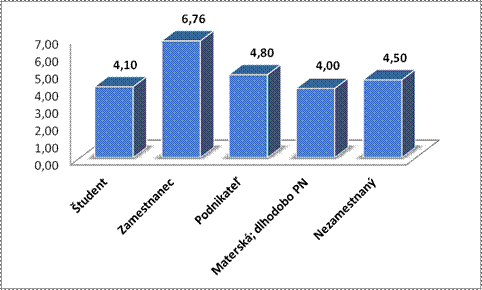 6,76
4,10
4,80
4,00
4,50
7,00
6,00
5,00
4,00
3,00
2,00
1,00
0,00
Študent
Zamestnanec
Podnikateľ
Materská; dlhodobo PN
Nezamestnaný